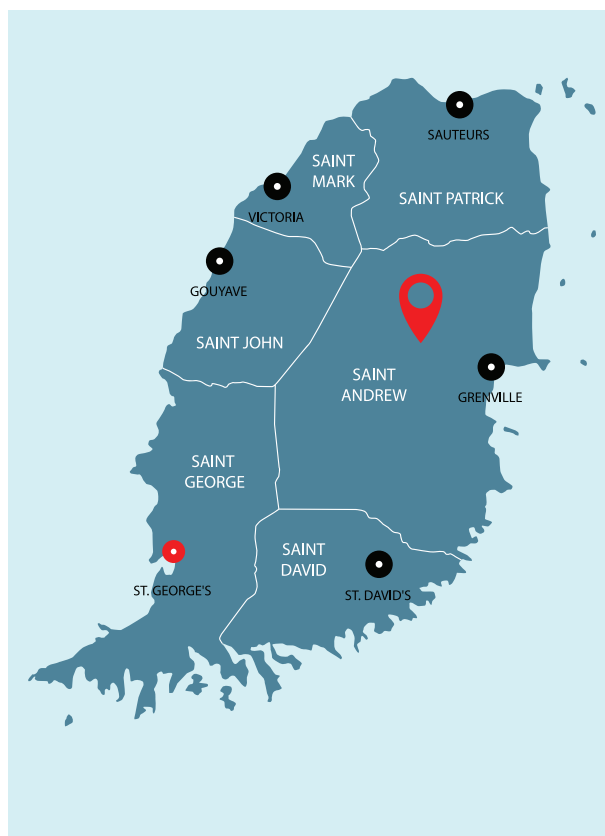 SAUTEURS
SAINT
MARK
SAINT PATRICK
VICTORIA
GOUYAVE
SAINT JOHN
SAINT
ANDREW
GRENVILLE
SAINT
GEORGE
SAINT
DAVID
ST. GEORGE'S
ST. DAVID'S